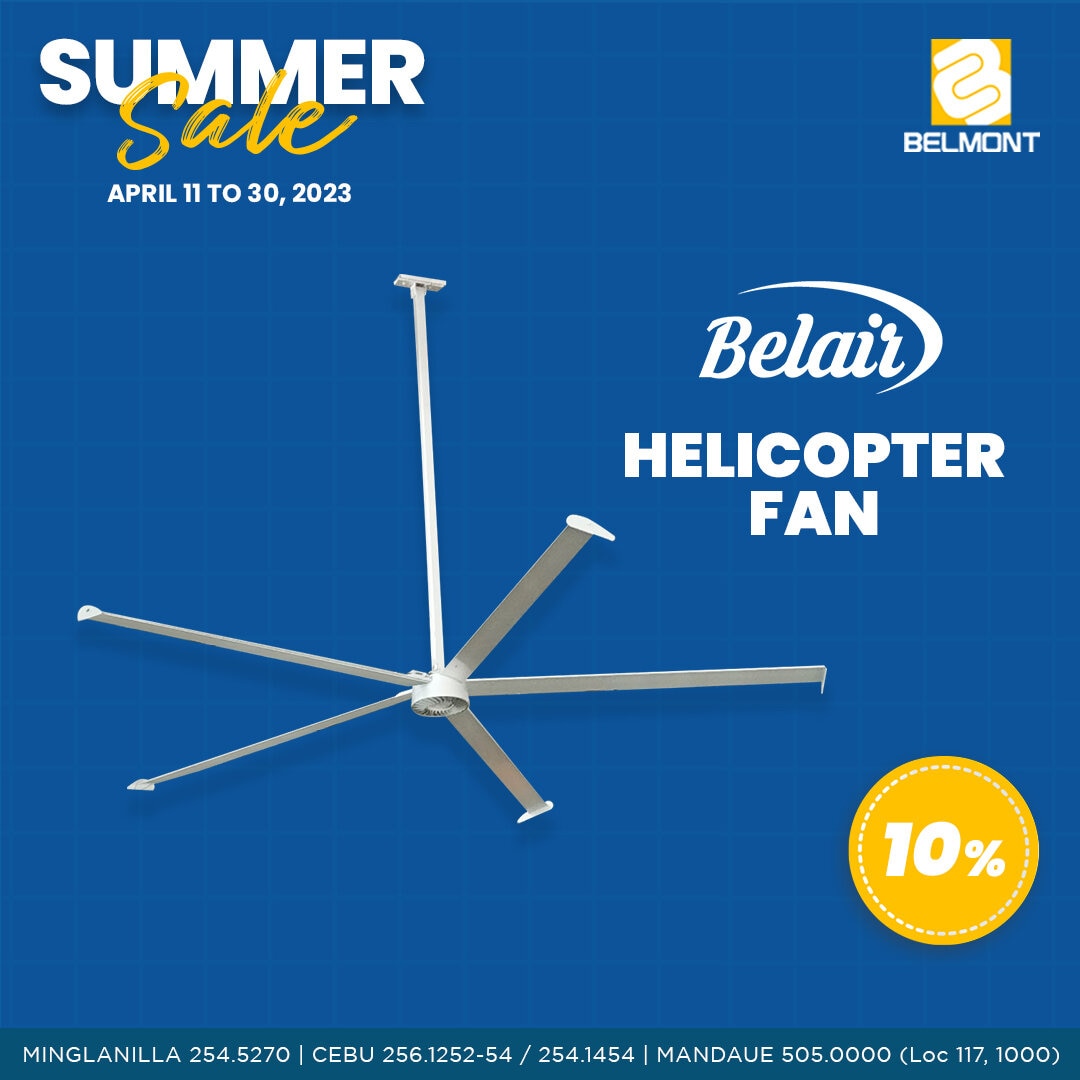 SUMMER
Sale
APRIL 11 TO 30, 2023
BELMONT
Belair
HELICOPTER
FAN
10%
MINGLANILLA 254.5270 | CEBU 256.1252-54 / 254.1454 | MANDAUE 505.0000 (Loc 117, 1000)